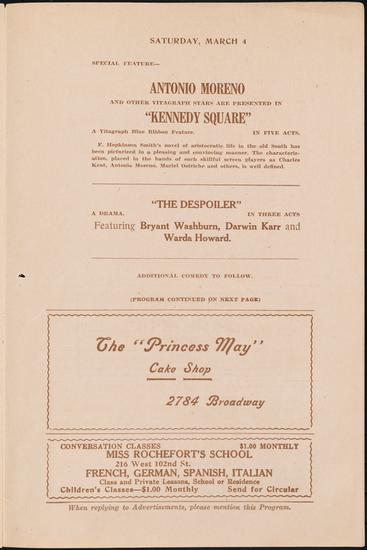 SATURDAY, MARCH 4
SPECIAL FEATURE—
ANTONIO MORENO
AND OTHER VITAGRAPH STARS ARE PRESENTED IN
"KENNEDY SQUARE"
A Vitagraph Blue Ribbon Feature. IN FIVE ACTS.
F. Hopkinson Smith's novel of aristocratic life in the old South has
been picturized in a pleasing and convincing manner. The characteriz-
ation, placed in the hands of such skillful screen players as Charles
Kent, Antonio Moreno, Muriel Ostriche and others, is well defined.
"THE DESPOILER"
A DRAMA. IN THREE ACTS
Featuring Bryant Washburn, Darwin Karr and
Warda Howard.
ADDITIONAL COMEDY TO FOLLOW.
(PROGRAM CONTINUED ON NEXT PAGE)
The "Princess May"
Cake Shop
2784 Broadway
CONVERSATION CLASSES $1.00 MONTHLY
MISS ROCHEFORT'S SCHOOL
216 West 102nd St.
FRENCH, GERMAN, SPANISH, ITALIAN
Class and Private Lessons, School or Residence
Children's Classes—$1.00 Monthly Send for Circular
When replying to Advertisements, please mention this Program.